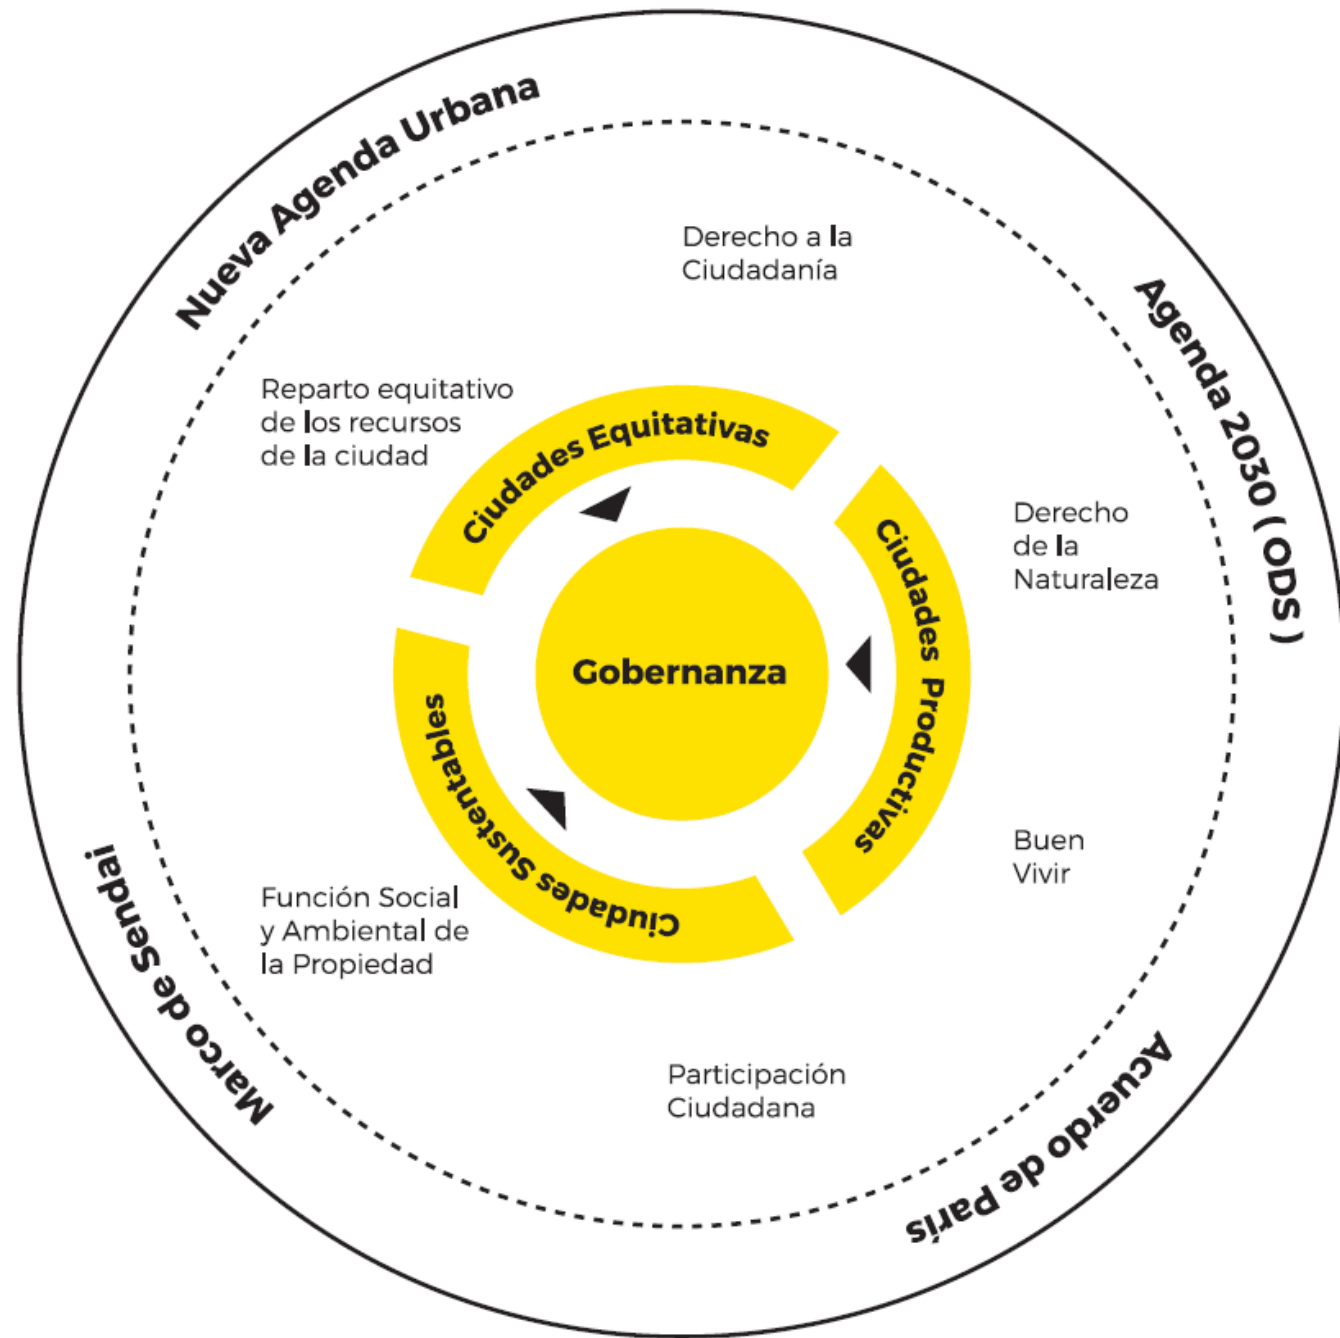 Nueva Agenda Urbana
Agenda 2030 ( ODS )
Acuerdo de París
Marco de Sendai
Derecho a la
Ciudadanía
Reparto equitativo
de los recursos
de la ciudad
Derecho
de la
Naturaleza
Buen
Vivir
Función Social
y Ambiental de
la Propiedad
Participación
Ciudadana
Ciudades Equitativas
Ciudades Productivas
Ciudades Sustentables
Gobernanza